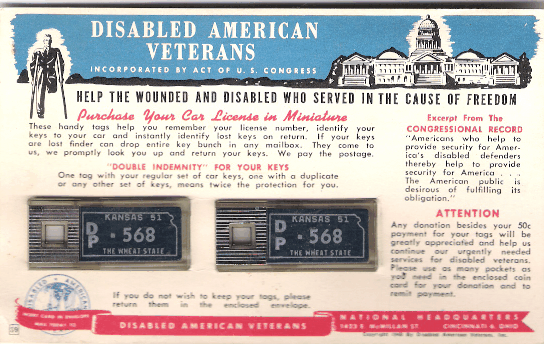 DISABLED AMERICAN
VETERANS
INCORPORATED BY ACT OF U.S. CONGRESS
HELP THE WOUNDED AND DISABLED WHO SERVED IN THE CAUSE OF FREEDOM
Purchase Your Car License in Miniature
These handy tags help you remember your license number, identify your
keys to your car and instantly identify lost keys on return. If your keys
are lost finder can drop entire key bunch in any mailbox. They come to
us, we promptly look you up and return your keys. We pay the postage.
"DOUBLE INDEMNITY" FOR YOUR KEYS
One tag with your regular set of car keys, one with a duplicate
or any other set of keys, means twice the protection for you.
Excerpt From The
CONGRESSIONAL RECORD
"Americans who help to
provide security for Amer-
ica's disabled defenders
thereby help to provide
security for America . . .
The American public is
desirous of fulfilling its
obligation."
KANSAS 51
DP 568
THE WHEAT STATE
KANSAS 51
DP 568
THE WHEAT STATE
ATTENTION
Any donation besides your 50c
payment for your tags will be
greatly appreciated and help us
continue our urgently needed
services for disabled veterans.
Please use as many pockets as
you need in the enclosed coin
card for your donation and to
remit payment.
DISABLED AMERICAN
If you do not wish to keep your tags, please
return them in the enclosed envelope.
DISABLED AMERICAN VETERANS
NATIONAL HEADQUARTERS
1423 E. McMILLAN ST. CINCINNATI 6, OHIO
Disabled American Veterans, Inc.